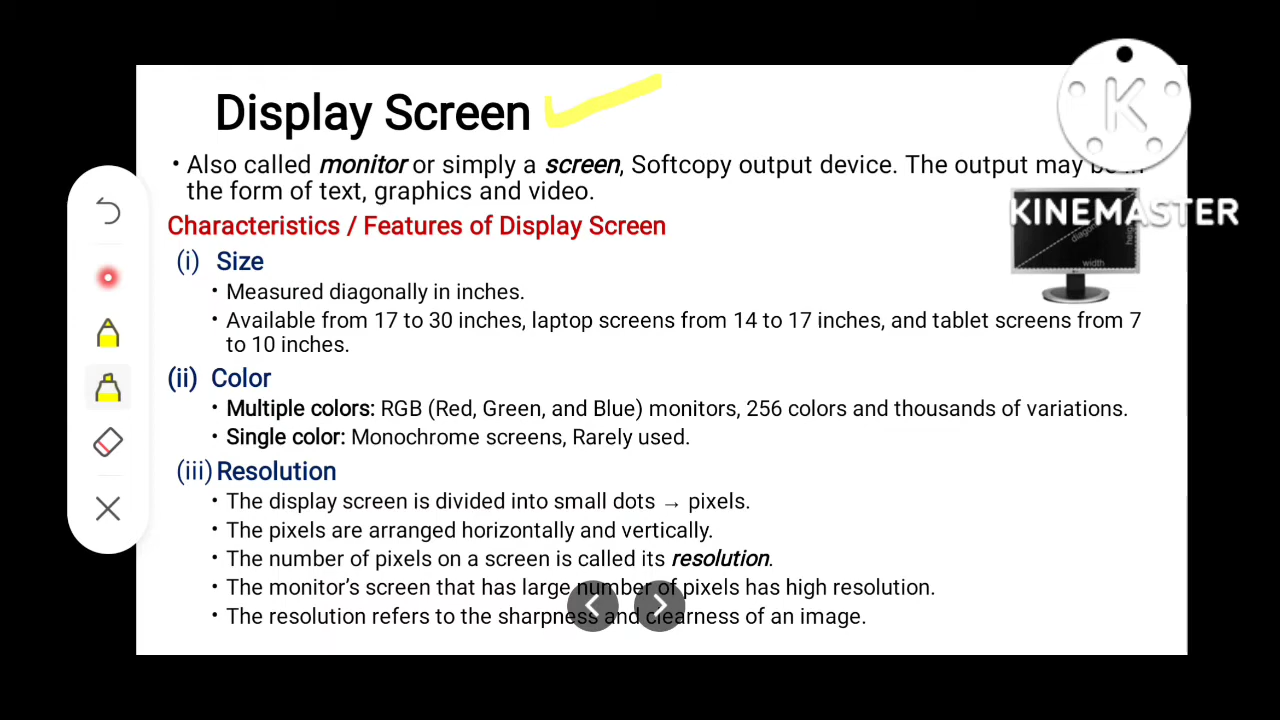 Display Screen
• Also called monitor or simply a screen, Softcopy output device. The output may be in
the form of text, graphics and video.
KINEMASTER
Characteristics / Features of Display Screen
(i) Size
diagonal
width
• Measured diagonally in inches.
• Available from 17 to 30 inches, laptop screens from 14 to 17 inches, and tablet screens from 7
to 10 inches.
(ii) Color
• Multiple colors: RGB (Red, Green, and Blue) monitors, 256 colors and thousands of variations.
• Single color: Monochrome screens, Rarely used.
(iii) Resolution
• The display screen is divided into small dots → pixels.
• The pixels are arranged horizontally and vertically.
• The number of pixels on a screen is called its resolution.
• The monitor’s screen that has large number of pixels has high resolution.
• The resolution refers to the sharpness and clearness of an image.